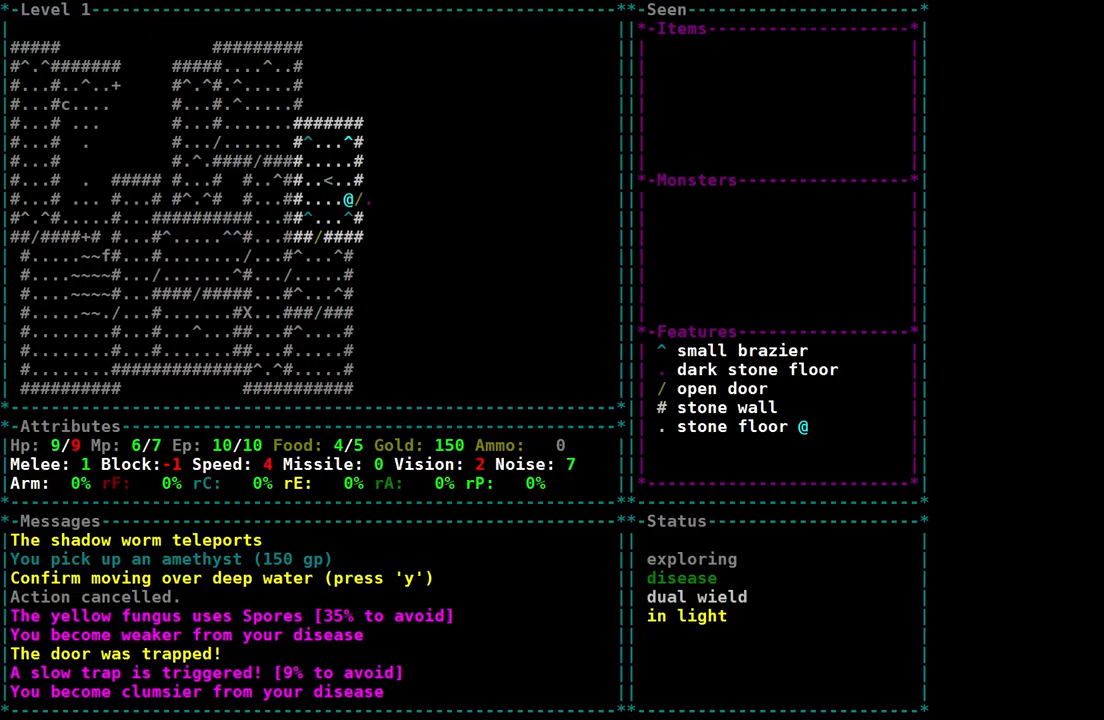 *-Level 1-----------------------------------------------------**-Seen-----------------------*
|                                                             || *-Items--------------------*|
|#####               #########                                || |                          ||
|#^.^#######     #####....^..#                                || |                          ||
|#...#..^..+     #^.^#.^.....#                                || |                          ||
|#...#c....      #...#.^.....#                                || |                          ||
|#...# ...       #...#.......#######                          || |                          ||
|#...#  .        #.../...... #^...^#                          || |                          ||
|#...#           #.^.####/####.....#                          || |                          ||
|#...#  .  ##### #...#  #..^##..<..#                          || *-Monsters-----------------*|
|#...# ... #...# #^.^#  #...##....@/.                         || |                          ||
|#^.^#.....#...##########...##^...^#                          || |                          ||
|##/####+# #...#^.....^^#...###/####                          || |                          ||
| #.....~~f#...#......../...#^...^#                           || |                          ||
| #....~~~~#.../.......^#.../.....#                           || |                          ||
| #....~~~~#...####/#####...#^...^#                           || |                          ||
| #.....~~./...#.......#X...###/###                           || |                          ||
| #........#...#...^...##...#^....#                           || *-Features-----------------*|
| #........#...#.......##...#.....#                           || | ^ small brazier          ||
| #........##############^.^#.....#                           || | . dark stone floor       ||
| ##########            ###########                           || | / open door              ||
*-------------------------------------------------------------*| | # stone wall             ||
*-Attributes--------------------------------------------------*| | . stone floor @          ||
|Hp: 9/9 Mp: 6/7 Ep: 10/10 Food: 4/5 Gold: 150 Ammo:   0      || |                          ||
|Melee: 1 Block:-1 Speed: 4 Missile: 0 Vision: 2 Noise: 7     || |                          ||
|Arm:  0% rF:   0% rC:   0% rE:   0% rA:   0% rP:   0%        || *--------------------------*|
*-------------------------------------------------------------**----------------------------*
*-Messages----------------------------------------------------**-Status---------------------*
|The shadow worm teleports                                    ||                            |
|You pick up an amethyst (150 gp)                             || exploring                  |
|Confirm moving over deep water (press 'y')                   || disease                    |
|Action cancelled.                                            || dual wield                 |
|The yellow fungus uses Spores [35% to avoid]                 || in light                   |
|You become weaker from your disease                          ||                            |
|The door was trapped!                                        ||                            |
|A slow trap is triggered! [9% to avoid]                      ||                            |
|You become clumsier from your disease                        ||                            |
*-------------------------------------------------------------**----------------------------*